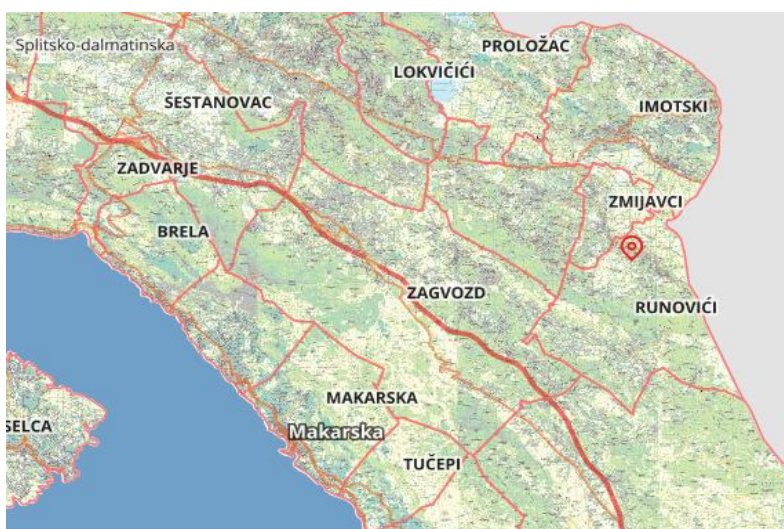 Splitsko-dalmatinska
PROLOŽAC
LOKVIČIĆI
ŠESTANOVAC
IMOTSKI
ZADVARJE
ZMIJAVCI
BRELA
ZAGVOZD
RUNOVIĆI
MAKARSKA
SELCA
Makarska
TUČEPI